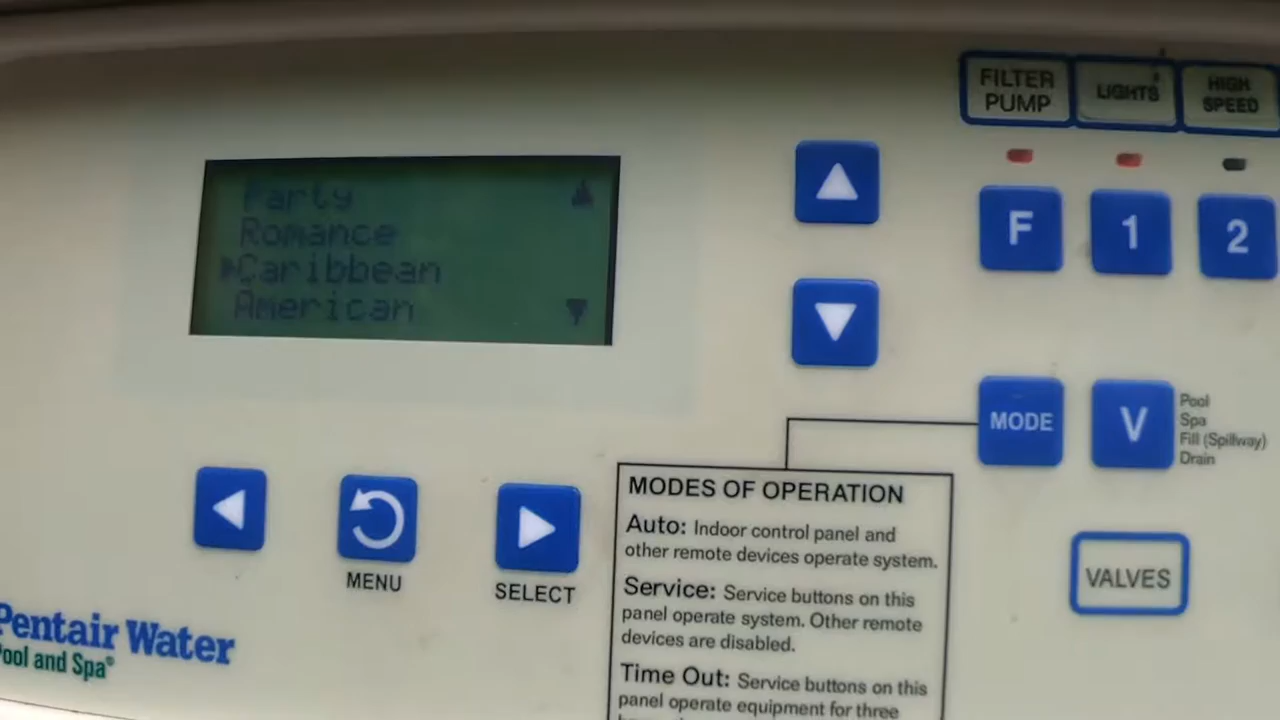 FILTER
PUMP
LIGHTS
HIGH
SPEED
Party
Romance
Caribbean
American
F
1
2
MODE
V
Pool
Spa
Fill (Spillway)
Drain
MENU
SELECT
VALVES
MODES OF OPERATION
Auto: Indoor control panel and
other remote devices operate system.
Service: Service buttons on this
panel operate system. Other remote
devices are disabled.
Time Out: Service buttons on this
panel operate equipment for three
Pentair Water
Pool and Spa®